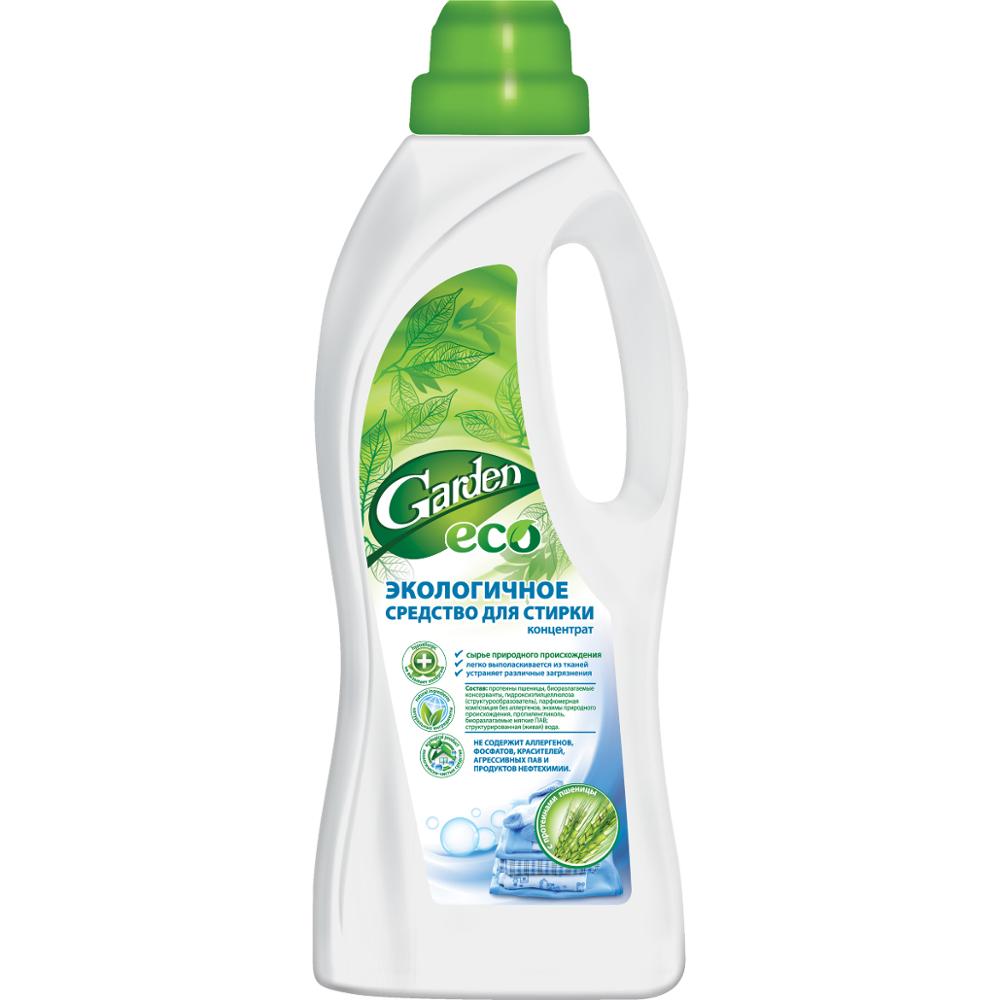 Garden
eco
ЭКОЛОГИЧНОЕ
СРЕДСТВО ДЛЯ СТИРКИ
концентрат
✓ сырье природного происхождения
✓ легко выполаскивается из тканей
✓ устраняет различные загрязнения
Состав: протеины пшеницы, биоразлагаемые
консерванты, гидроксиэтилцеллюлоза
(структурообразователь), парфюмерная
композиция без аллергенов, энзимы природного
происхождения, пропиленгликоль,
биоразлагаемые мягкие ПАВ;
структурированная (живая) вода.
НЕ СОДЕРЖИТ АЛЛЕРГЕНОВ,
ФОСФАТОВ, КРАСИТЕЛЕЙ,
АГРЕССИВНЫХ ПАВ И
ПРОДУКТОВ НЕФТЕХИМИИ.
natural ingredients
с протеинами пшеницы